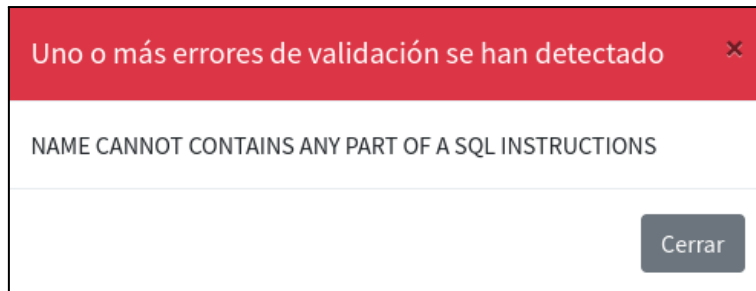 Uno o más errores de validación se han detectado ×
NAME CANNOT CONTAINS ANY PART OF A SQL INSTRUCTIONS
Cerrar